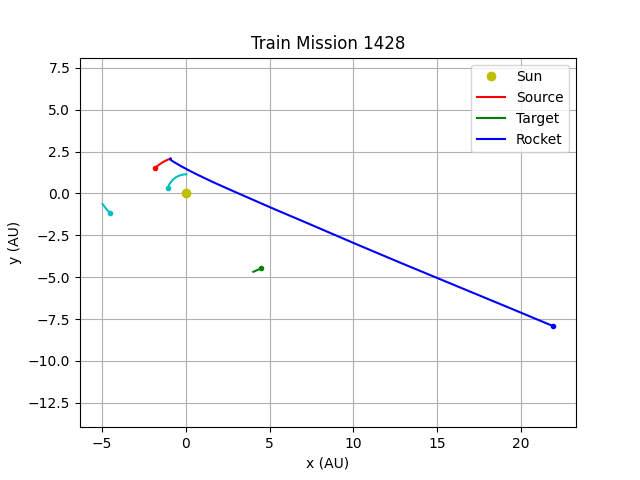 Train Mission 1428
Sun
Source
Target
Rocket
7.5
5.0
2.5
0.0
−2.5
−5.0
−7.5
−10.0
−12.5
y (AU)
−5
0
5
10
15
20
x (AU)